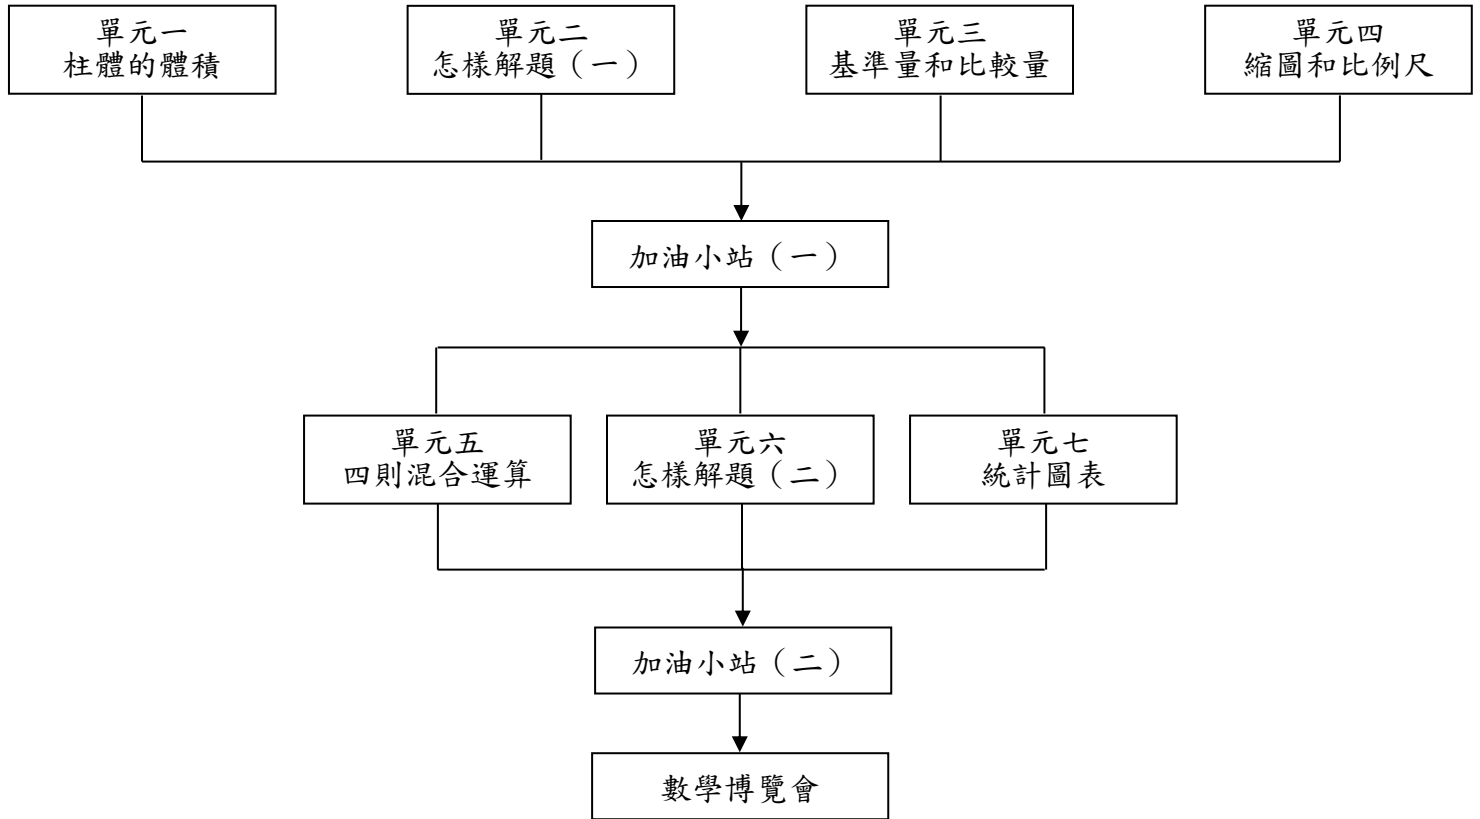 單元一
柱體的體積
單元二
怎樣解題（一）
單元三
基準量和比較量
單元四
縮圖和比例尺
加油小站（一）
單元五
四則混合運算
單元六
怎樣解題（二）
單元七
統計圖表
加油小站（二）
數學博覽會